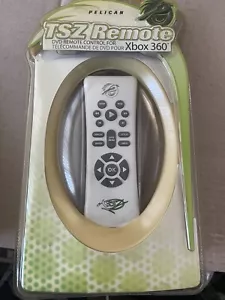 PELICAN
TSZ Remote
DVD REMOTE CONTROL FOR
TÉLÉCOMMANDE DE DVD POUR Xbox 360
OK